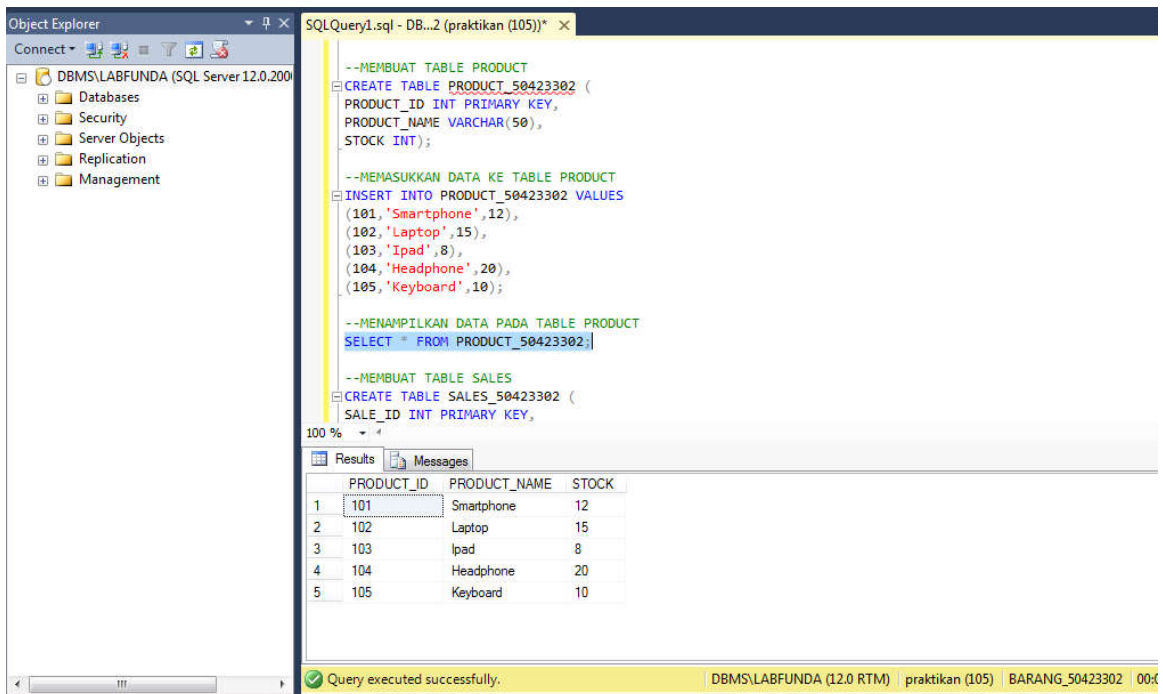 Object Explorer
Connect
DBMS\LABFUNDA (SQL Server 12.0.200
Databases
Security
Server Objects
Replication
Management
SQLQuery1.sql - DB...2 (praktikan (105))*
--MEMBUAT TABLE PRODUCT
CREATE TABLE PRODUCT_50423302 (
PRODUCT_ID INT PRIMARY KEY,
PRODUCT_NAME VARCHAR(50),
STOCK INT);
--MEMASUKKAN DATA KE TABLE PRODUCT
INSERT INTO PRODUCT_50423302 VALUES
(101,'Smartphone',12),
(102,'Laptop',15),
(103,'Ipad',8),
(104,'Headphone',20),
(105,'Keyboard',10);
--MENAMPILKAN DATA PADA TABLE PRODUCT
SELECT * FROM PRODUCT_50423302;
--MEMBUAT TABLE SALES
CREATE TABLE SALES_50423302 (
SALE_ID INT PRIMARY KEY,
100 %
Results Messages
PRODUCT_ID PRODUCT_NAME STOCK
1 101 Smartphone 12
2 102 Laptop 15
3 103 Ipad 8
4 104 Headphone 20
5 105 Keyboard 10
Query executed successfully. DBMS\LABFUNDA (12.0 RTM) praktikan (105) BARANG_50423302 00:0